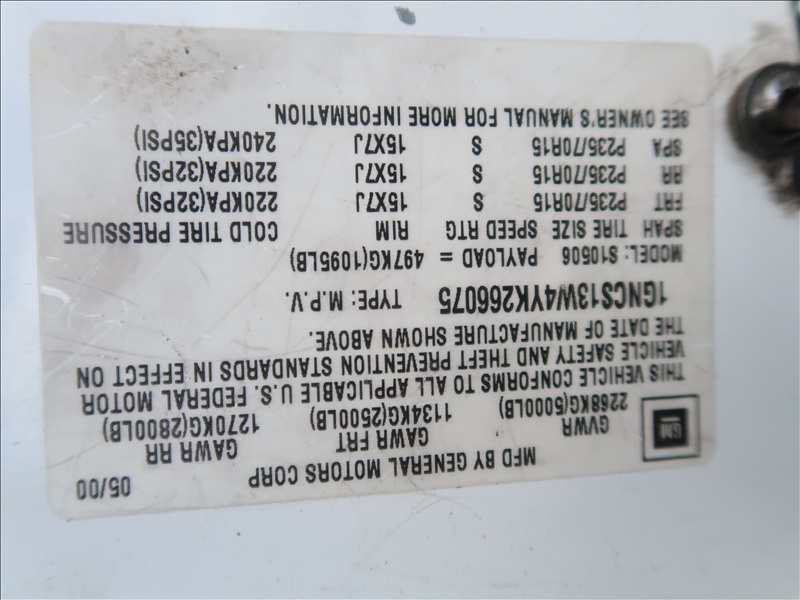 05/00
MFD BY GENERAL MOTORS CORP
GM
GVWR GAWR FRT GAWR RR
2268KG(5000LB) 1134KG(2500LB) 1270KG(2800LB)
THIS VEHICLE CONFORMS TO ALL APPLICABLE U.S. FEDERAL MOTOR
VEHICLE SAFETY AND THEFT PREVENTION STANDARDS IN EFFECT ON
THE DATE OF MANUFACTURE SHOWN ABOVE.
1GNCS13W4YK266075 TYPE: M.P.V.
MODEL: S10506 PAYLOAD = 497KG(1095LB)
SPAH TIRE SIZE SPEED RTG RIM COLD TIRE PRESSURE
FRT P235/70R15 S 15X7J 220KPA(32PSI)
RR P235/70R15 S 15X7J 220KPA(32PSI)
SPA P235/70R15 S 15X7J 240KPA(35PSI)
SEE OWNER'S MANUAL FOR MORE INFORMATION.